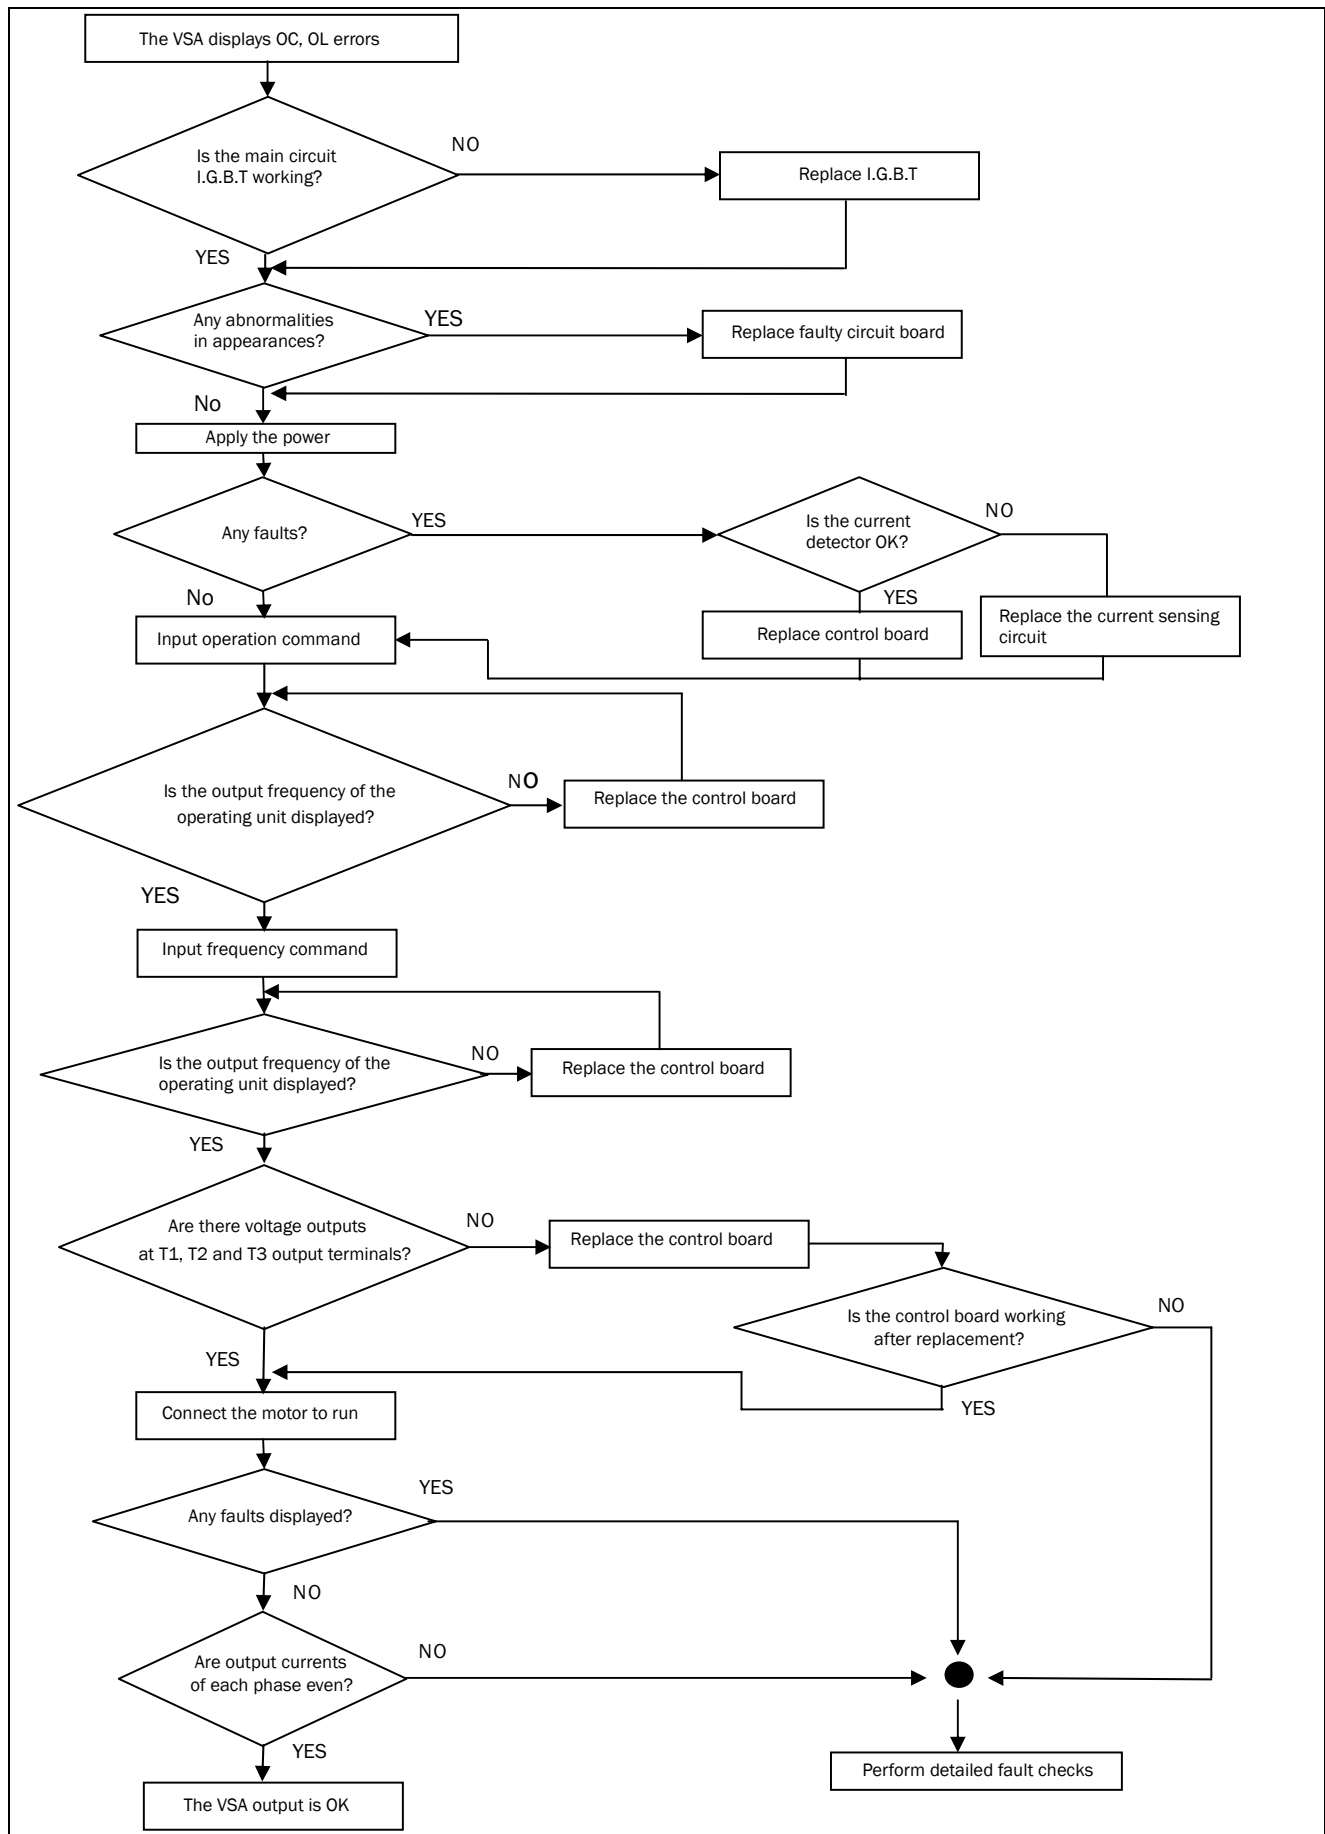 The VSA displays OC, OL errors
NO
Is the main circuit
I.G.B.T working?
Replace I.G.B.T
YES
Any abnormalities
in appearances?
YES
Replace faulty circuit board
No
Apply the power
Any faults?
YES
Is the current
detector OK?
NO
YES
No
Input operation command
Replace control board
Replace the current sensing
circuit
Is the output frequency of the
operating unit displayed?
NO
Replace the control board
YES
Input frequency command
Is the output frequency of the
operating unit displayed?
NO
Replace the control board
YES
Are there voltage outputs
at T1, T2 and T3 output terminals?
NO
Replace the control board
Is the control board working
after replacement?
NO
YES
YES
Connect the motor to run
YES
Any faults displayed?
NO
Are output currents
of each phase even?
NO
YES
Perform detailed fault checks
The VSA output is OK